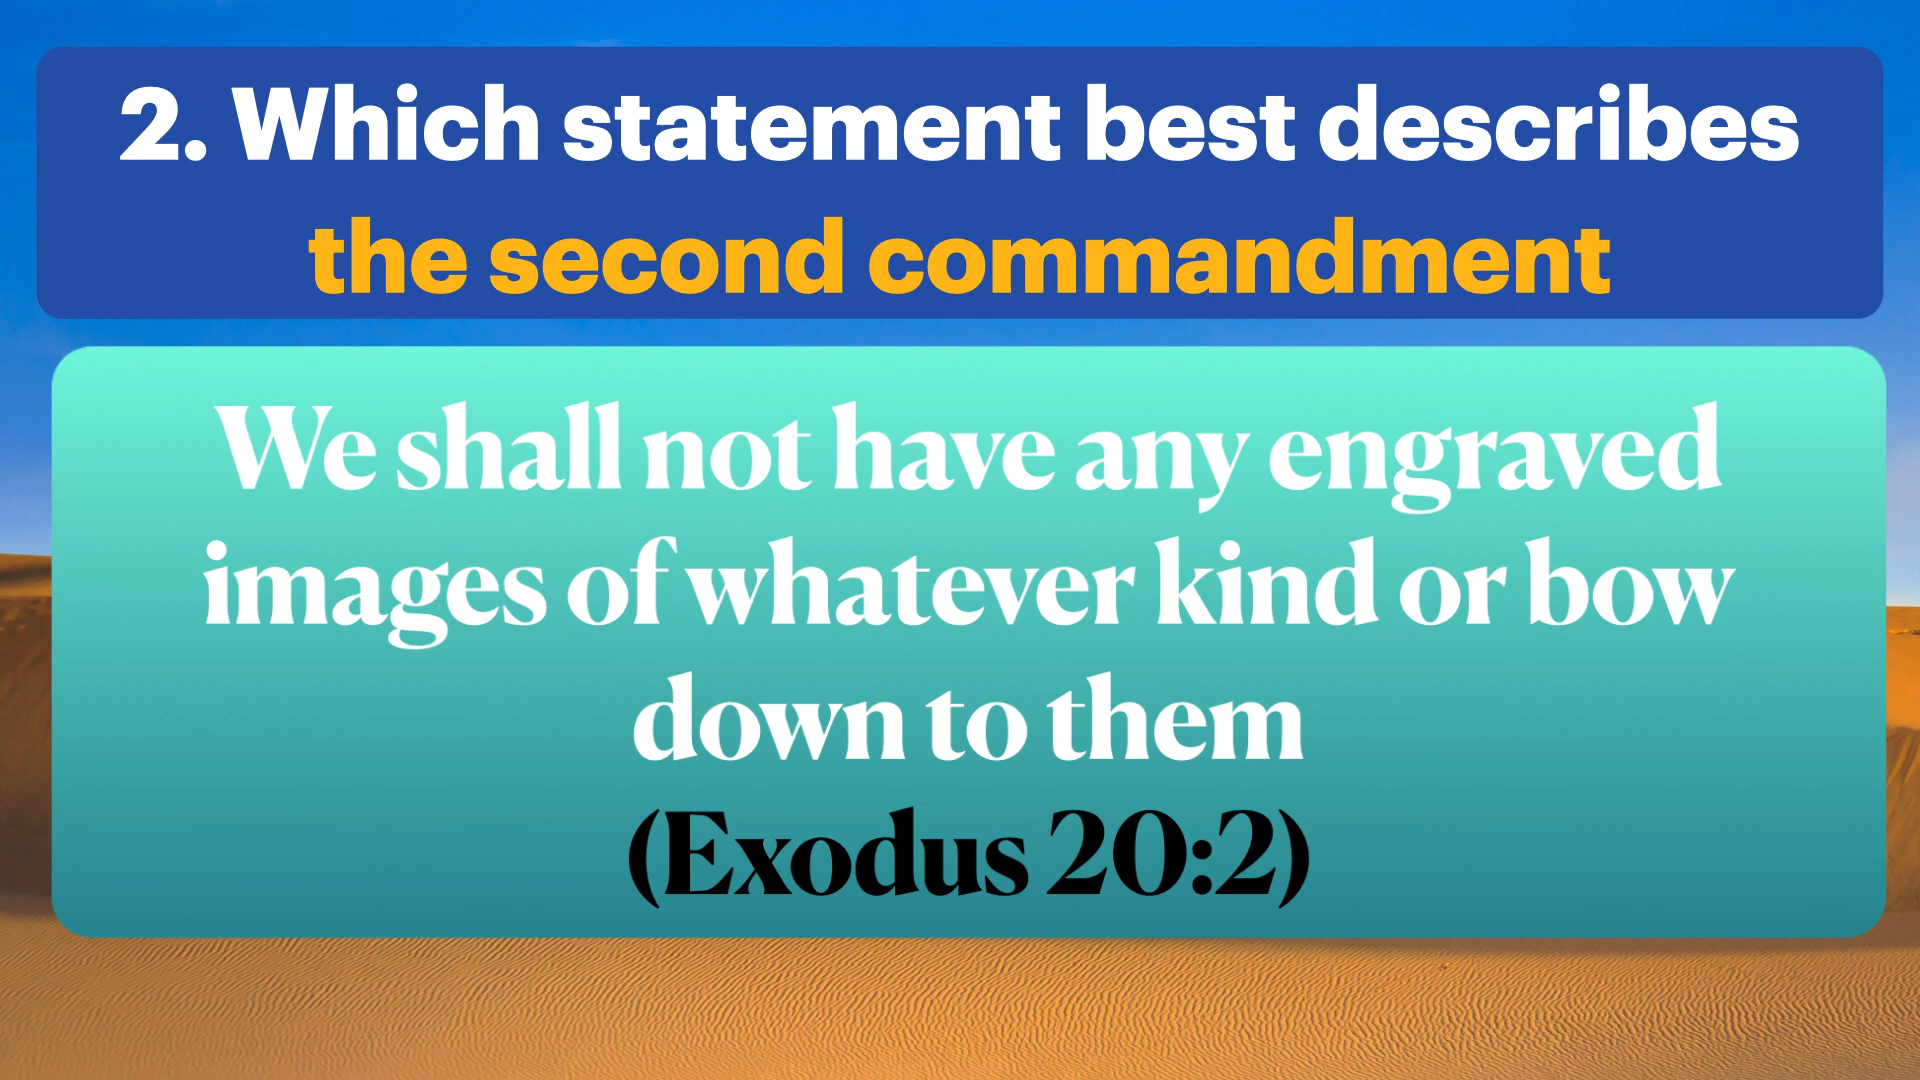 2. Which statement best describes
the second commandment
We shall not have any engraved
images of whatever kind or bow
down to them
(Exodus 20:2)